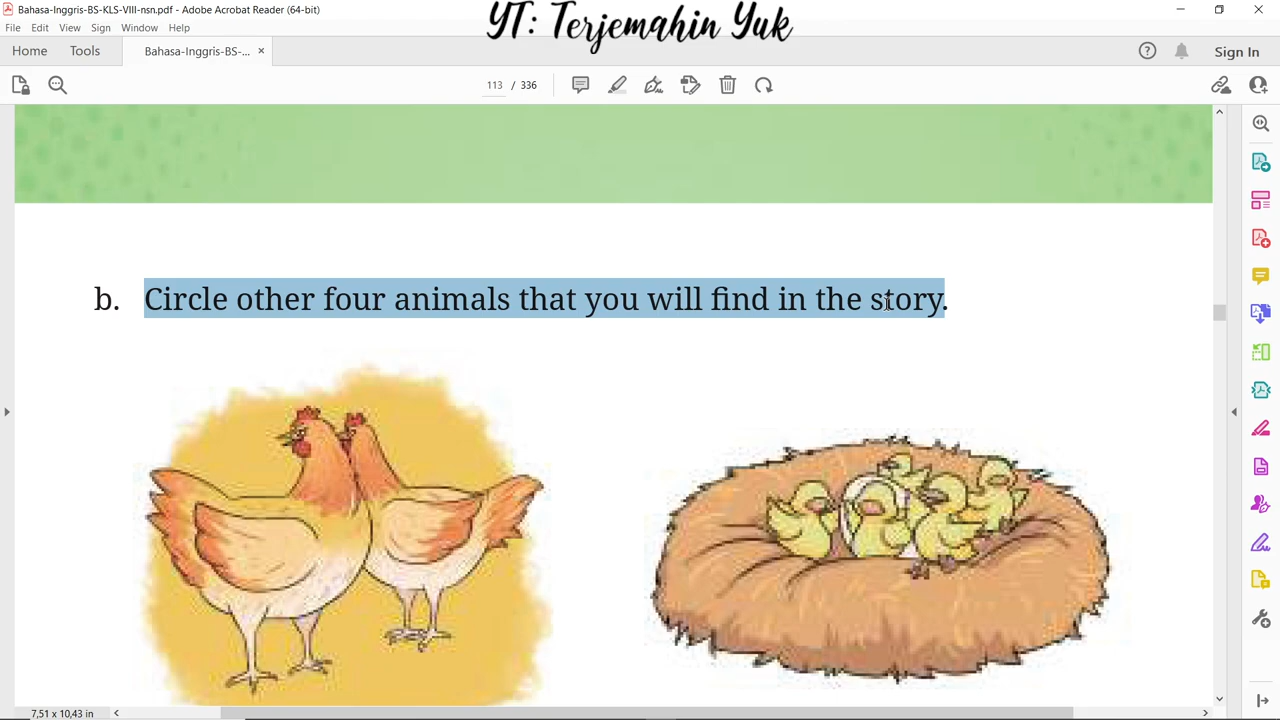 Bahasa-Inggris-BS-KLS-VIII-nsn.pdf - Adobe Acrobat Reader (64-bit)
YT: Terjemahin Yuk
File Edit View Sign Window Help
Home Tools Bahasa-Inggris-BS-... × Sign In
113 / 336
b. Circle other four animals that you will find in the story.
7,51 x 10,43 in